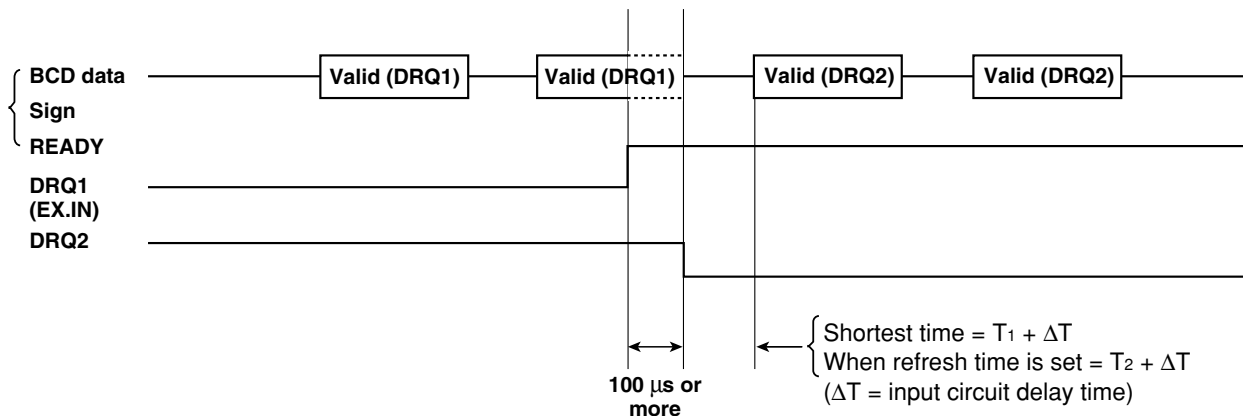 BCD data
Valid (DRQ1)
Valid (DRQ1)
Valid (DRQ2)
Valid (DRQ2)
Sign
READY
DRQ1
(EX.IN)
DRQ2
100 µs or
more
Shortest time = T1 + ΔT
When refresh time is set = T2 + ΔT
(ΔT = input circuit delay time)